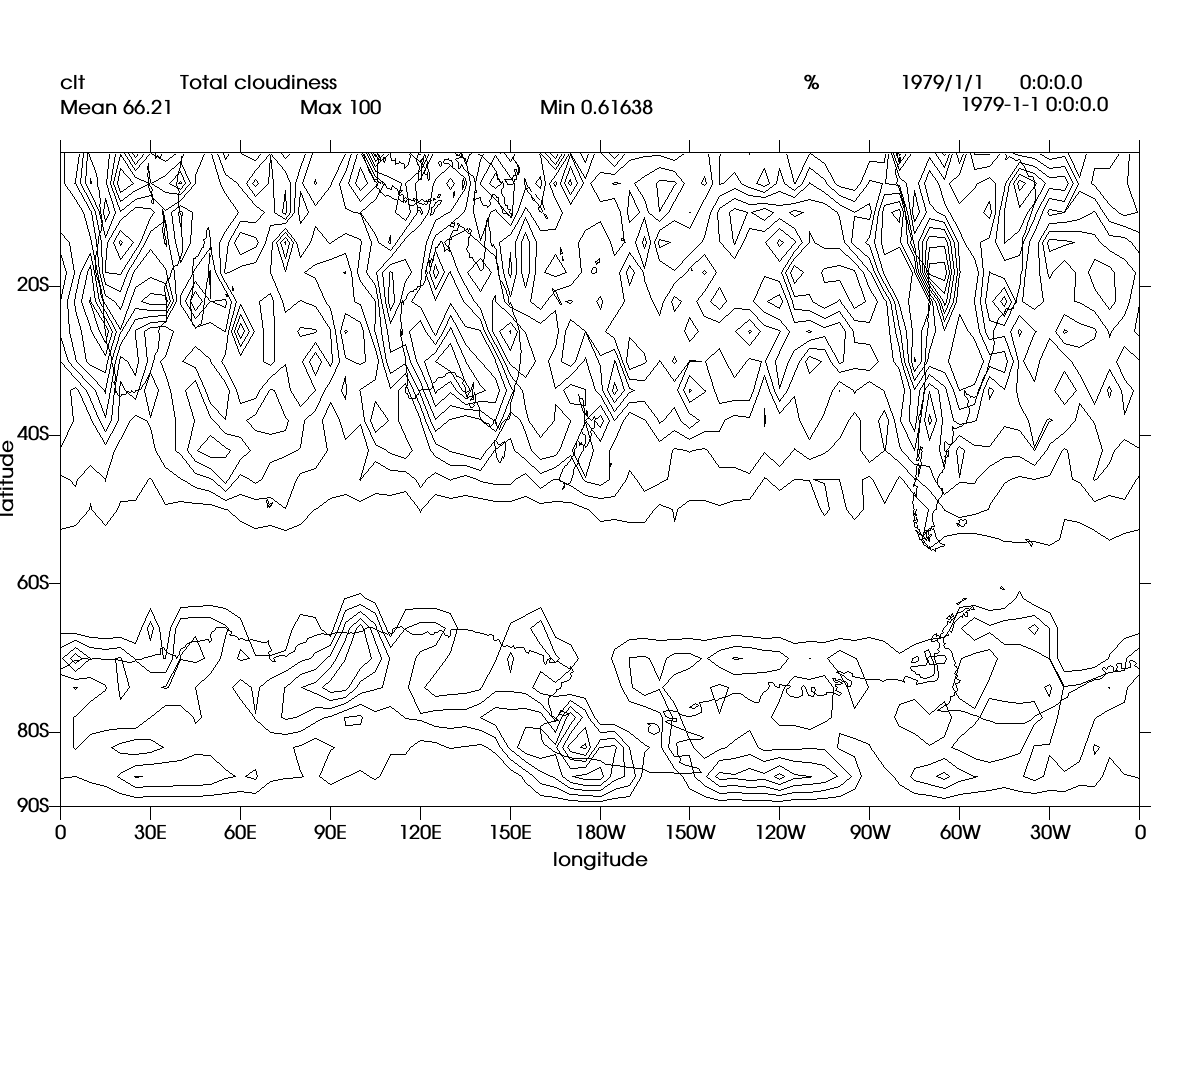 clt Total cloudiness % 1979/1/1 0:0:0.0
Mean 66.21 Max 100 Min 0.61638 1979-1-1 0:0:0.0
20S
40S
latitude
60S
80S
90S
0 30E 60E 90E 120E 150E 180W 150W 120W 90W 60W 30W 0
longitude